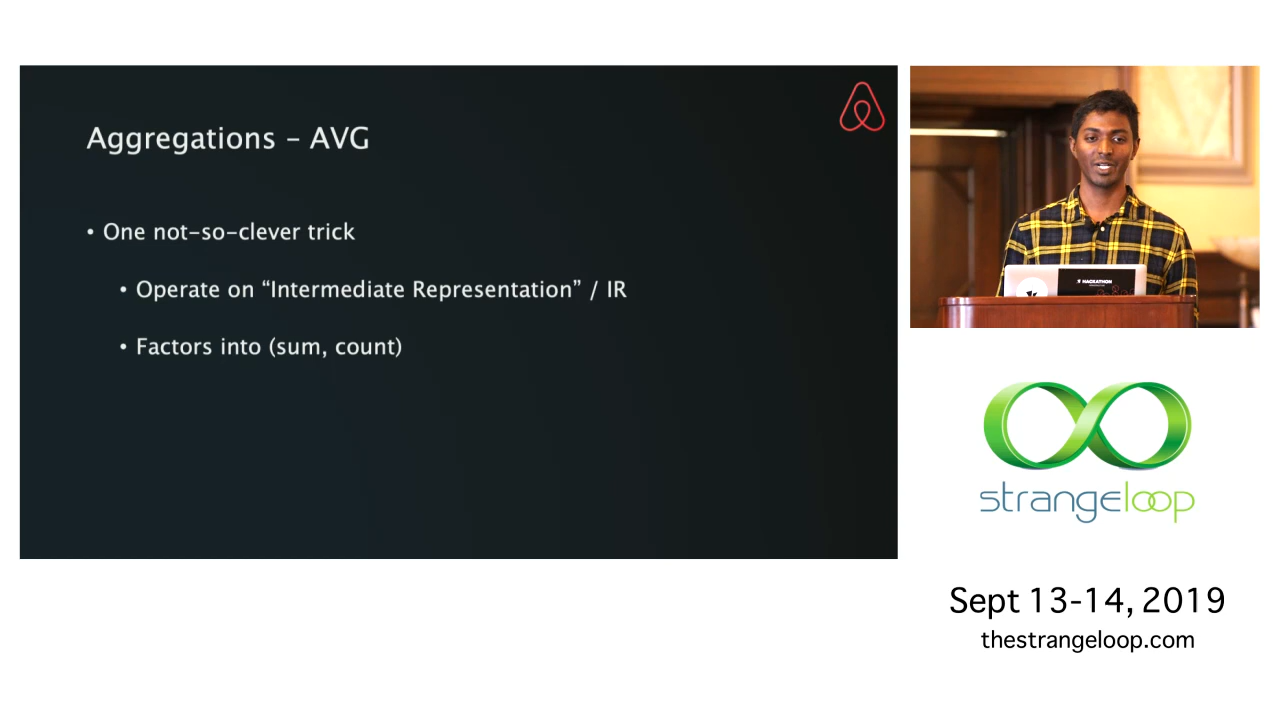 Aggregations – AVG
• One not-so-clever trick
• Operate on “Intermediate Representation” / IR
• Factors into (sum, count)
HACKATHON
strangeloop
Sept 13-14, 2019
thestrangeloop.com